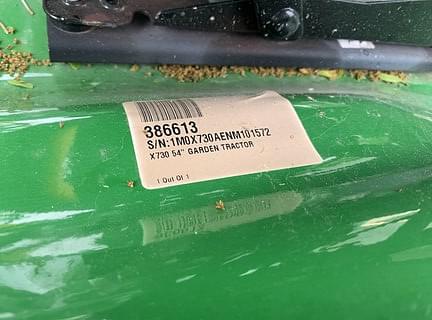 386613
S/N:1M0X730AENM101572
X730 54" GARDEN TRACTOR
1 Out Of 1